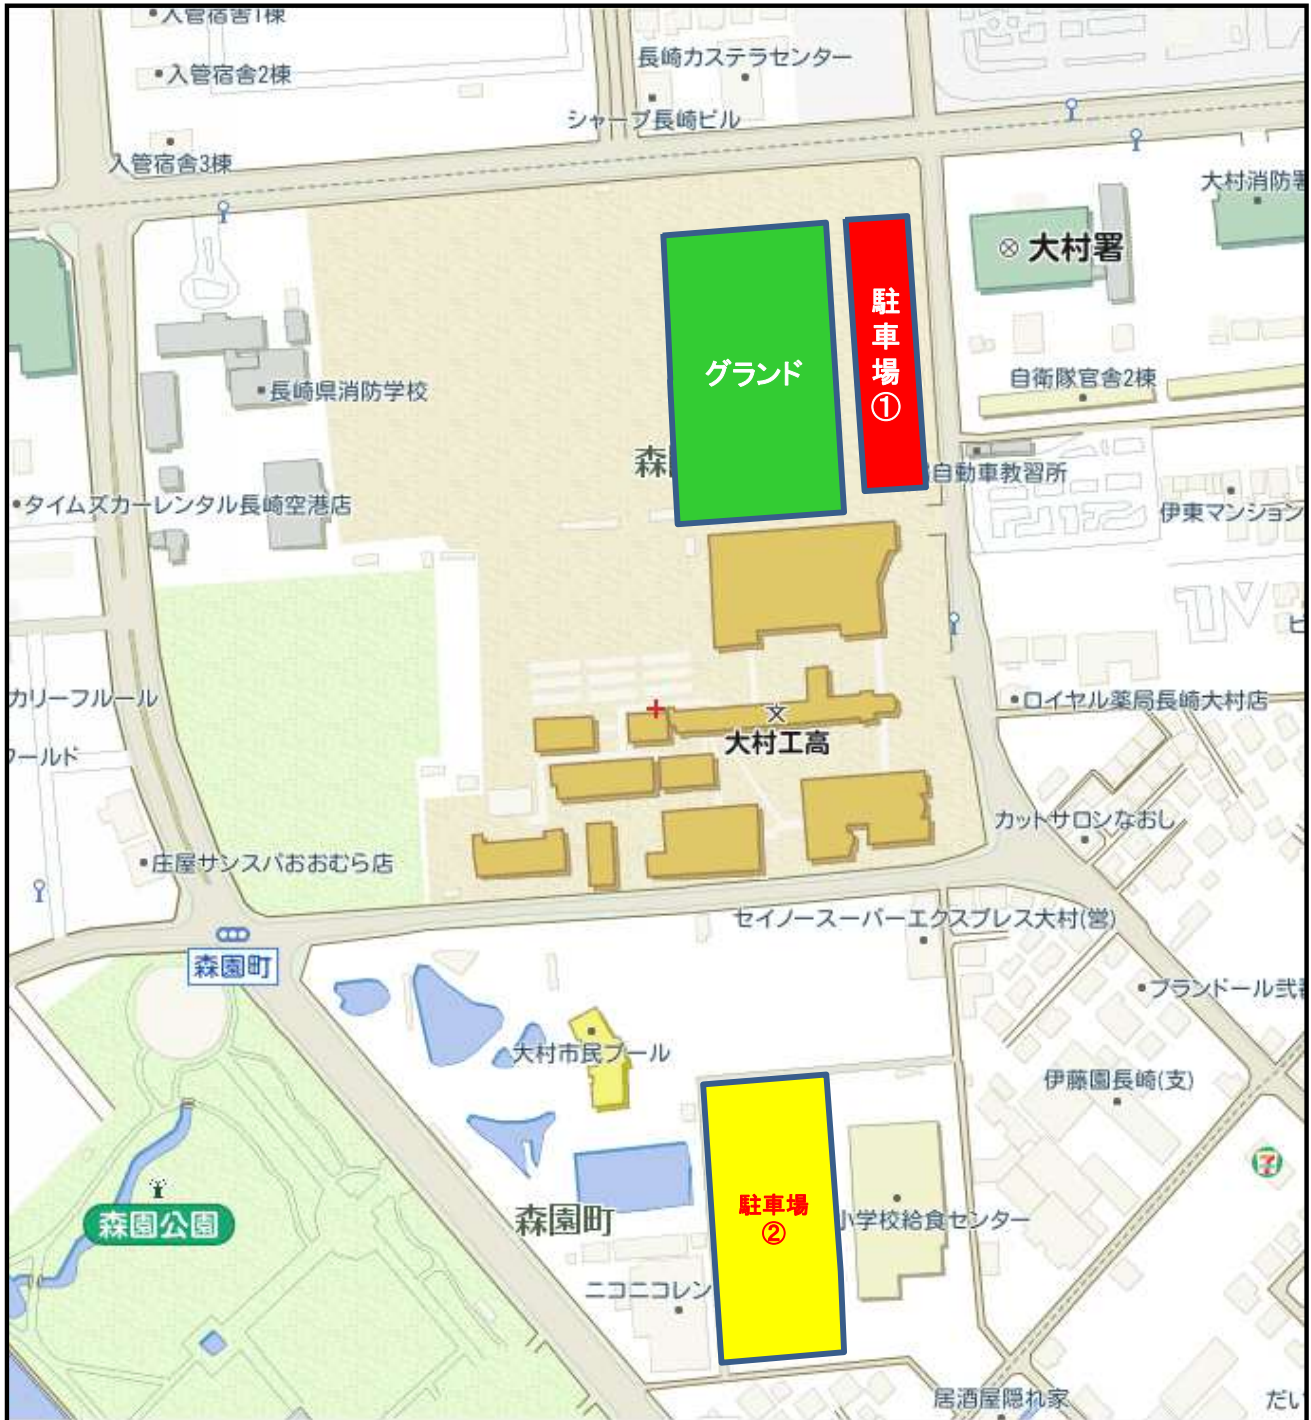 入管宿舎1棟
長崎カステラセンター
入管宿舎2棟
シャープ長崎ビル
入管宿舎3棟
大村消防署
大村署
駐車場①
グランド
自衛隊官舎2棟
長崎県消防学校
森
自動車教習所
タイムズカーレンタル長崎空港店
伊東マンション
ビ
カリーフルール
ロイヤル薬局長崎大村店
ワールド
文
大村工高
カットサロンなおし
庄屋サンスパおおむら店
セイノースーパーエクスプレス大村(営)
森園町
ブランドール弐番
大村市民プール
伊藤園長崎(支)
7
森園公園
森園町
駐車場
②
小学校給食センター
ニコニコレン
居酒屋隠れ家
だい